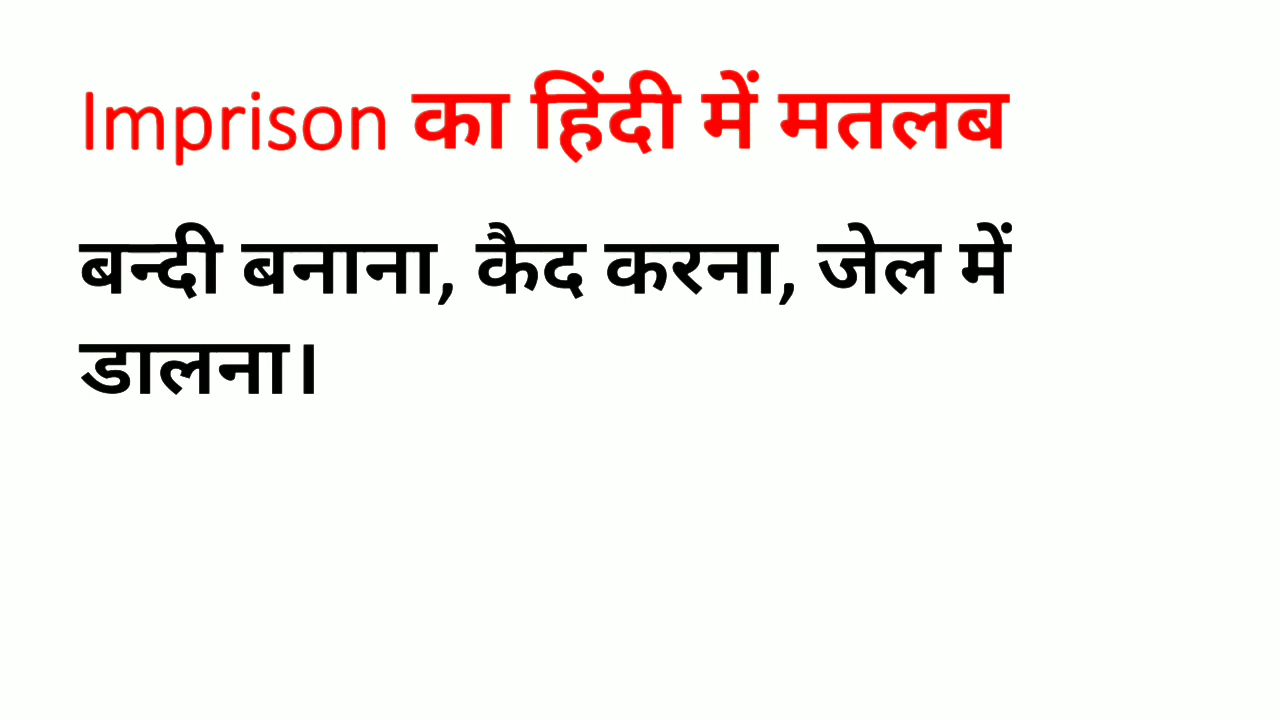 Imprison का हिंदी में मतलब
बन्दी बनाना, कैद करना, जेल में
डालना।